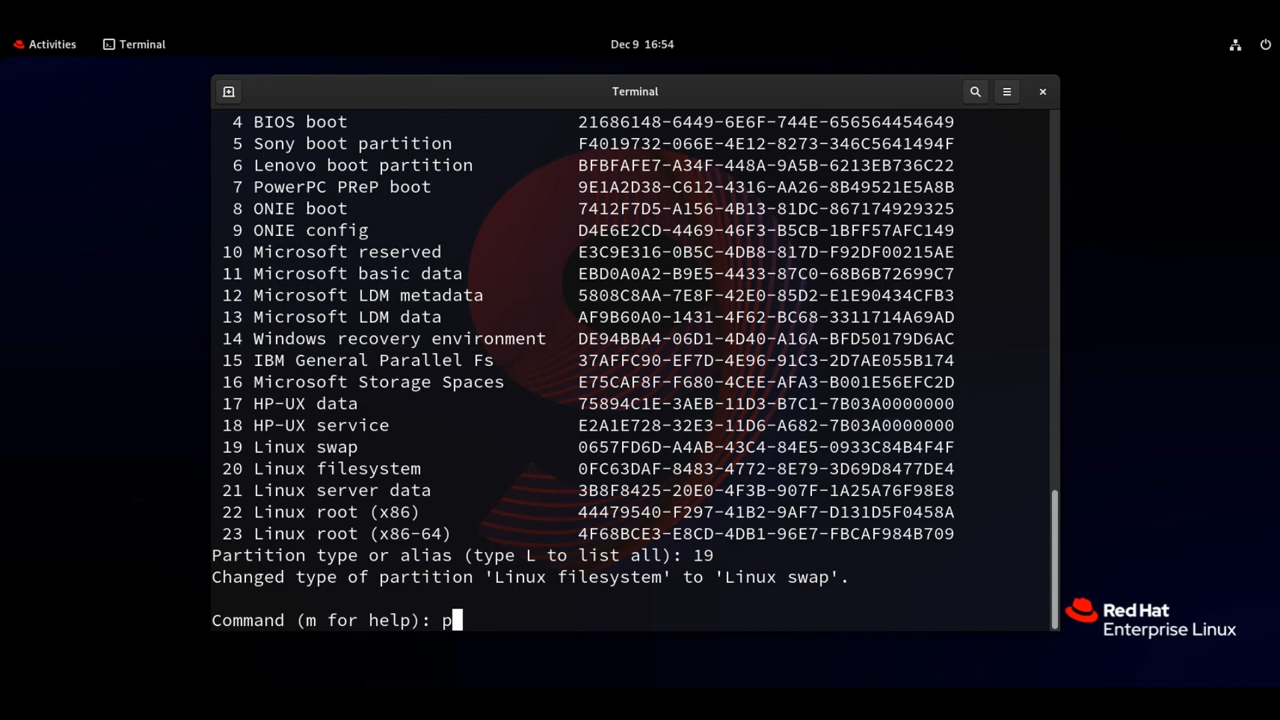 Activities
Terminal
Dec 9 16:54
Terminal
4 BIOS boot 21686148-6449-6E6F-744E-656564454649
5 Sony boot partition F4019732-066E-4E12-8273-346C5641494F
6 Lenovo boot partition BFBFAFE7-A34F-448A-9A5B-6213EB736C22
7 PowerPC PReP boot 9E1A2D38-C612-4316-AA26-8B49521E5A8B
8 ONIE boot 7412F7D5-A156-4B13-81DC-867174929325
9 ONIE config D4E6E2CD-4469-46F3-B5CB-1BFF57AFC149
10 Microsoft reserved E3C9E316-0B5C-4DB8-817D-F92DF00215AE
11 Microsoft basic data EBD0A0A2-B9E5-4433-87C0-68B6B72699C7
12 Microsoft LDM metadata 5808C8AA-7E8F-42E0-85D2-E1E90434CFB3
13 Microsoft LDM data AF9B60A0-1431-4F62-BC68-3311714A69AD
14 Windows recovery environment DE94BBA4-06D1-4D40-A16A-BFD50179D6AC
15 IBM General Parallel Fs 37AFFC90-EF7D-4E96-91C3-2D7AE055B174
16 Microsoft Storage Spaces E75CAF8F-F680-4CEE-AFA3-B001E56EFC2D
17 HP-UX data 75894C1E-3AEB-11D3-B7C1-7B03A0000000
18 HP-UX service E2A1E728-32E3-11D6-A682-7B03A0000000
19 Linux swap 0657FD6D-A4AB-43C4-84E5-0933C84B4F4F
20 Linux filesystem 0FC63DAF-8483-4772-8E79-3D69D8477DE4
21 Linux server data 3B8F8425-20E0-4F3B-907F-1A25A76F98E8
22 Linux root (x86) 44479540-F297-41B2-9AF7-D131D5F0458A
23 Linux root (x86-64) 4F68BCE3-E8CD-4DB1-96E7-FBCAF984B709
Partition type or alias (type L to list all): 19
Changed type of partition 'Linux filesystem' to 'Linux swap'.
Command (m for help): p
Red Hat
Enterprise Linux